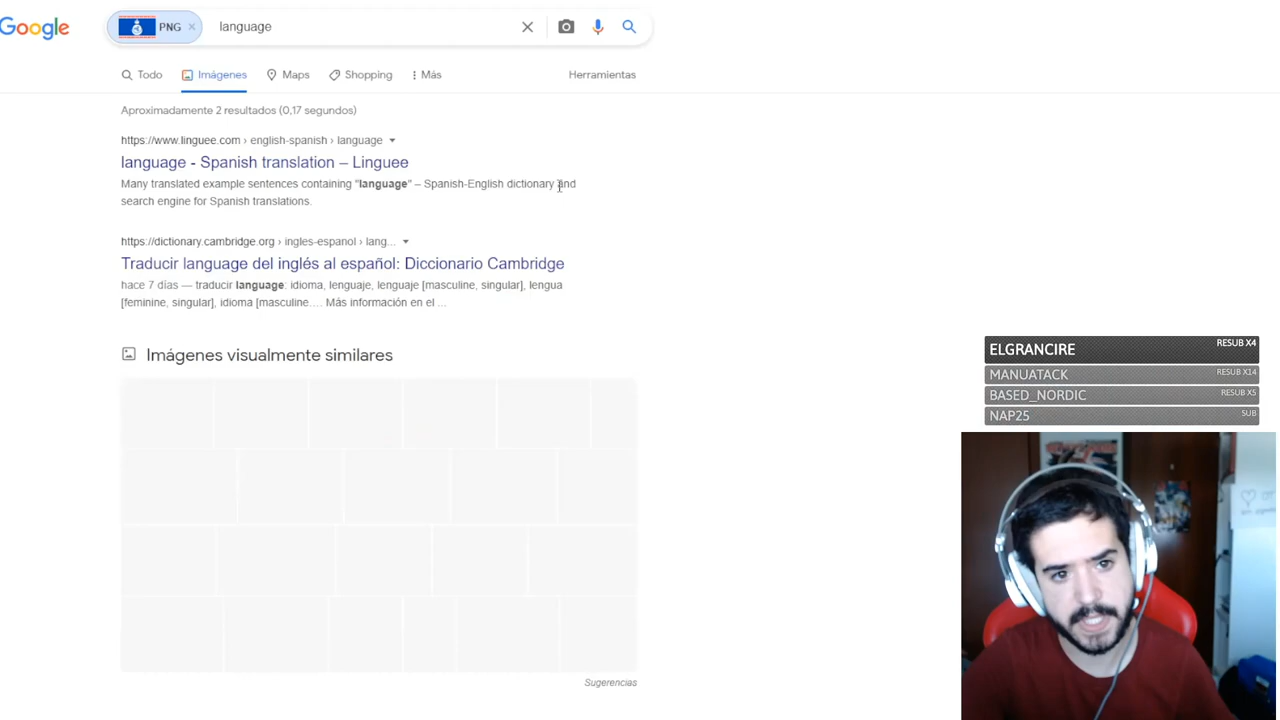 Google
PNG × language
Todo Imágenes Maps Shopping Más Herramientas
Aproximadamente 2 resultados (0,17 segundos)
https://www.linguee.com › english-spanish › language
language - Spanish translation – Linguee
Many translated example sentences containing "language" – Spanish-English dictionary and
search engine for Spanish translations.
https://dictionary.cambridge.org › ingles-espanol › lang...
Traducir language del inglés al español: Diccionario Cambridge
hace 7 días — traducir language: idioma, lenguaje, lenguaje [masculine, singular], lengua
[feminine, singular], idioma [masculine.… Más información en el ...
Imágenes visualmente similares
Sugerencias
ELGRANCIRE RESUB X4
MANUATACK RESUB X14
BASED_NORDIC RESUB X5
NAP25 SUB